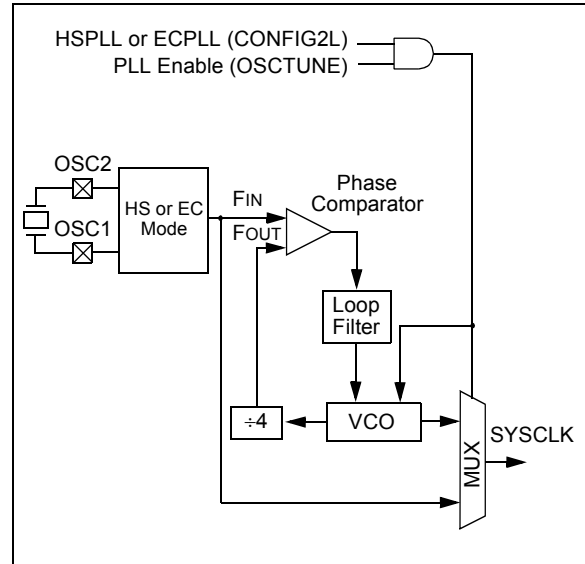 HSPLL or ECPLL (CONFIG2L)
PLL Enable (OSCTUNE)
OSC2
OSC1
HS or EC
Mode
FIN
FOUT
Phase
Comparator
Loop
Filter
÷4
VCO
MUX
SYSCLK